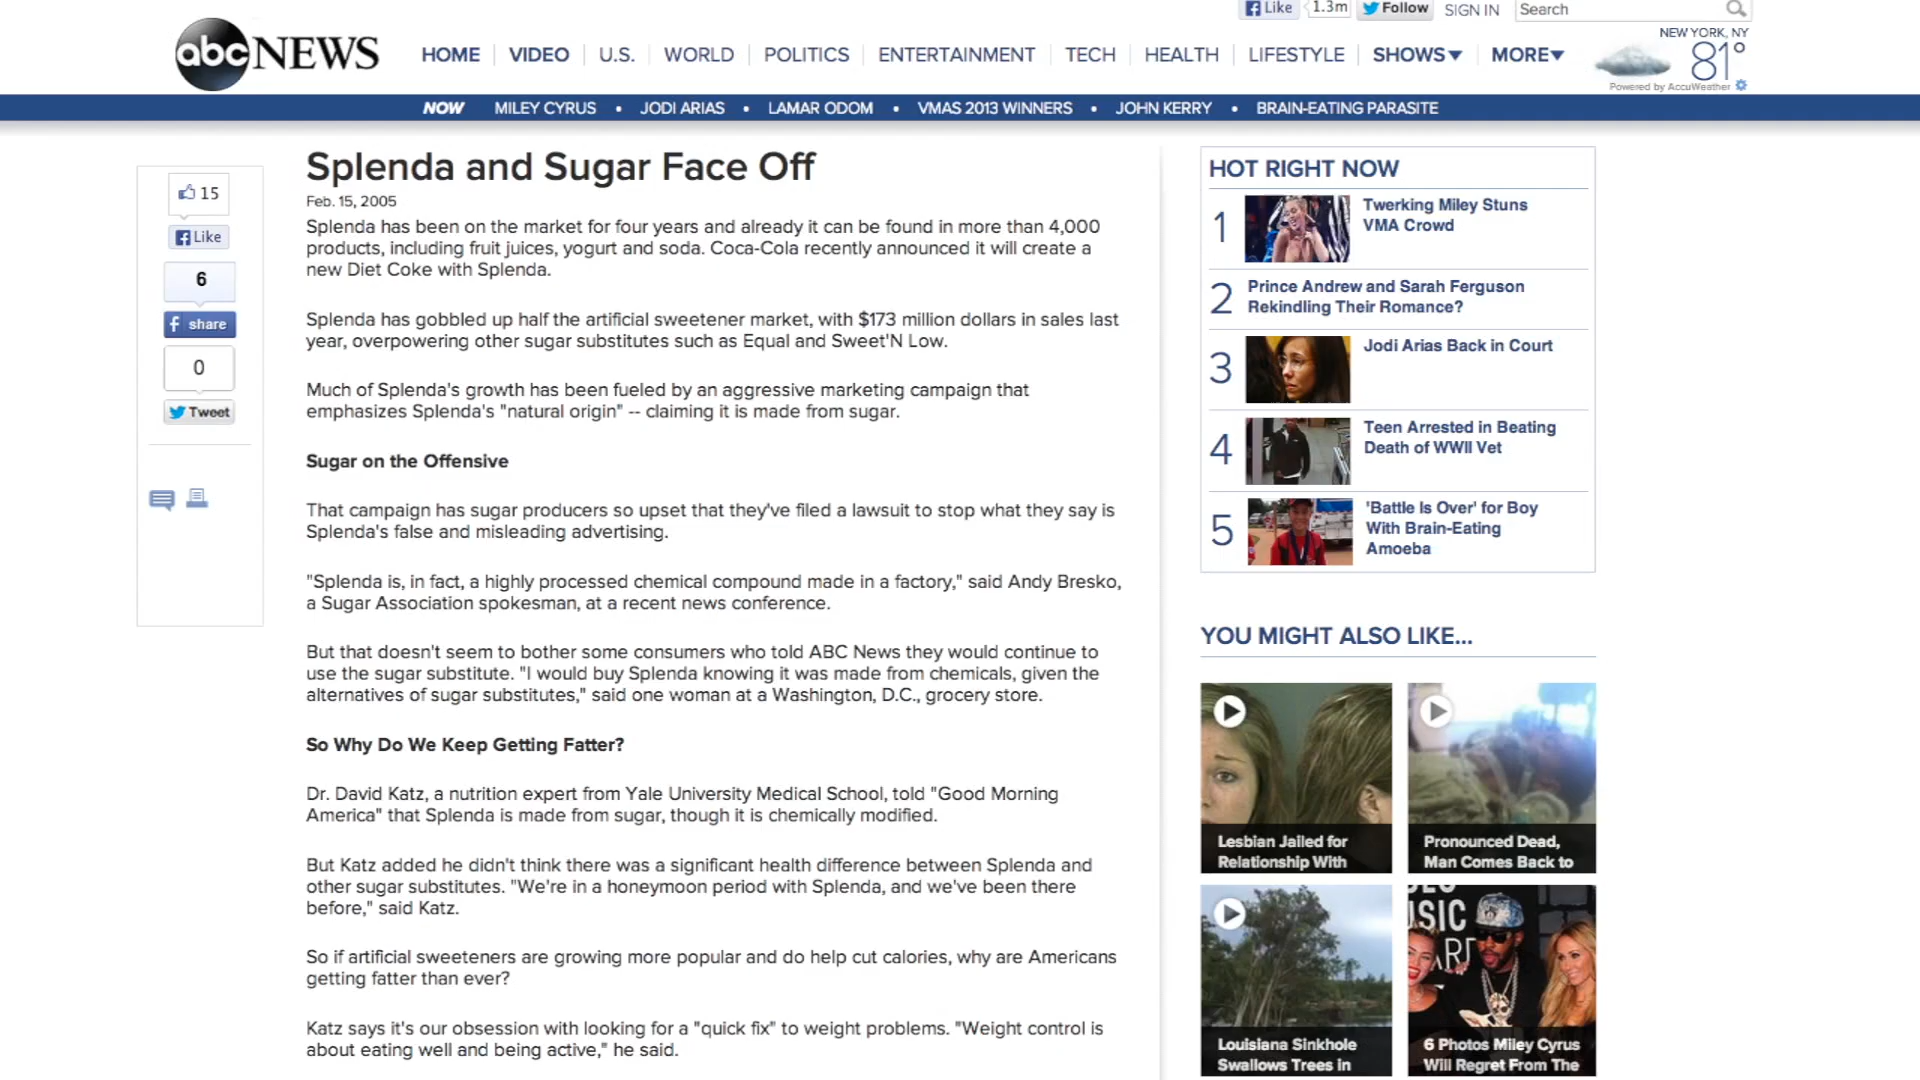 Like
1.3m
Follow
SIGN IN
Search
abc NEWS
HOME
VIDEO
U.S.
WORLD
POLITICS
ENTERTAINMENT
TECH
HEALTH
LIFESTYLE
SHOWS
MORE
NEW YORK, NY
81°
Powered by AccuWeather
NOW MILEY CYRUS • JODI ARIAS • LAMAR ODOM • VMAS 2013 WINNERS • JOHN KERRY • BRAIN-EATING PARASITE
15
Like
6
share
0
Tweet
Splenda and Sugar Face Off
Feb. 15, 2005
Splenda has been on the market for four years and already it can be found in more than 4,000
products, including fruit juices, yogurt and soda. Coca-Cola recently announced it will create a
new Diet Coke with Splenda.
Splenda has gobbled up half the artificial sweetener market, with $173 million dollars in sales last
year, overpowering other sugar substitutes such as Equal and Sweet'N Low.
Much of Splenda's growth has been fueled by an aggressive marketing campaign that
emphasizes Splenda's "natural origin" -- claiming it is made from sugar.
Sugar on the Offensive
That campaign has sugar producers so upset that they've filed a lawsuit to stop what they say is
Splenda's false and misleading advertising.
"Splenda is, in fact, a highly processed chemical compound made in a factory," said Andy Bresko,
a Sugar Association spokesman, at a recent news conference.
But that doesn't seem to bother some consumers who told ABC News they would continue to
use the sugar substitute. "I would buy Splenda knowing it was made from chemicals, given the
alternatives of sugar substitutes," said one woman at a Washington, D.C., grocery store.
So Why Do We Keep Getting Fatter?
Dr. David Katz, a nutrition expert from Yale University Medical School, told "Good Morning
America" that Splenda is made from sugar, though it is chemically modified.
But Katz added he didn't think there was a significant health difference between Splenda and
other sugar substitutes. "We're in a honeymoon period with Splenda, and we've been there
before," said Katz.
So if artificial sweeteners are growing more popular and do help cut calories, why are Americans
getting fatter than ever?
Katz says it's our obsession with looking for a "quick fix" to weight problems. "Weight control is
about eating well and being active," he said.
HOT RIGHT NOW
1
Twerking Miley Stuns
VMA Crowd
2
Prince Andrew and Sarah Ferguson
Rekindling Their Romance?
3
Jodi Arias Back in Court
4
Teen Arrested in Beating
Death of WWII Vet
5
'Battle Is Over' for Boy
With Brain-Eating
Amoeba
YOU MIGHT ALSO LIKE...
Lesbian Jailed for
Relationship With
Pronounced Dead,
Man Comes Back to
Louisiana Sinkhole
Swallows Trees in
6 Photos Miley Cyrus
Will Regret From The